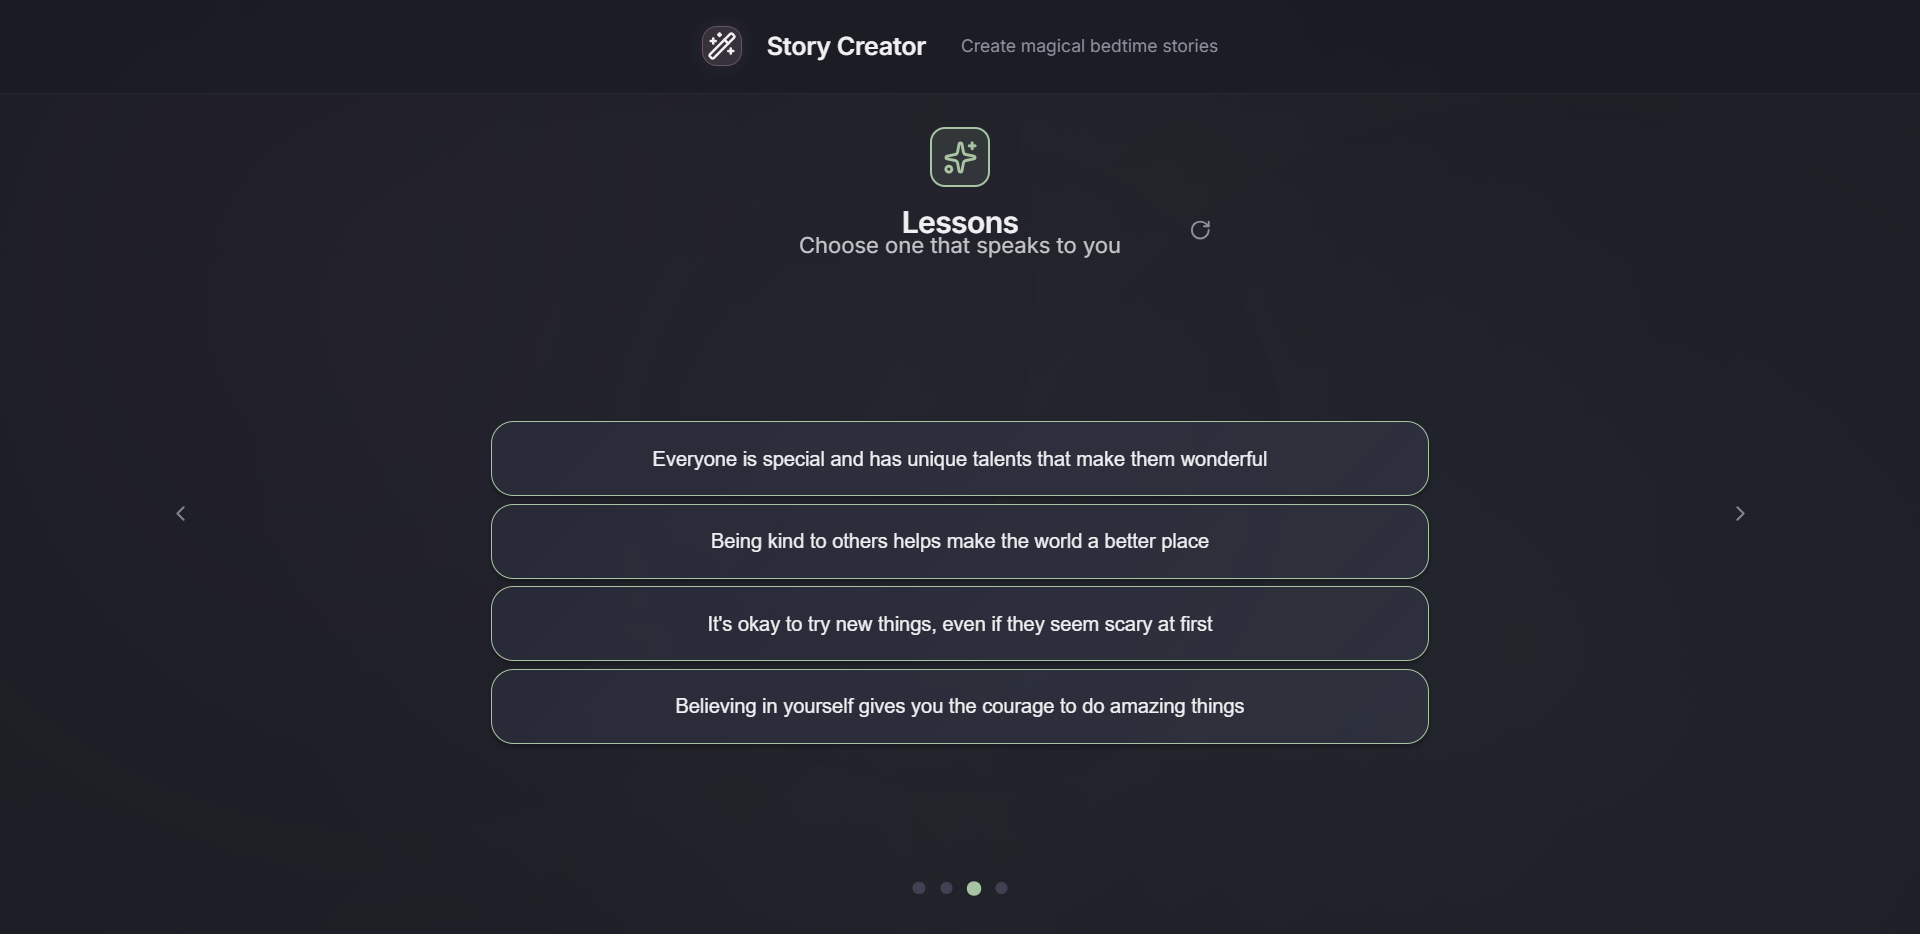 Story Creator
Create magical bedtime stories
Lessons
Choose one that speaks to you
Everyone is special and has unique talents that make them wonderful
Being kind to others helps make the world a better place
It's okay to try new things, even if they seem scary at first
Believing in yourself gives you the courage to do amazing things